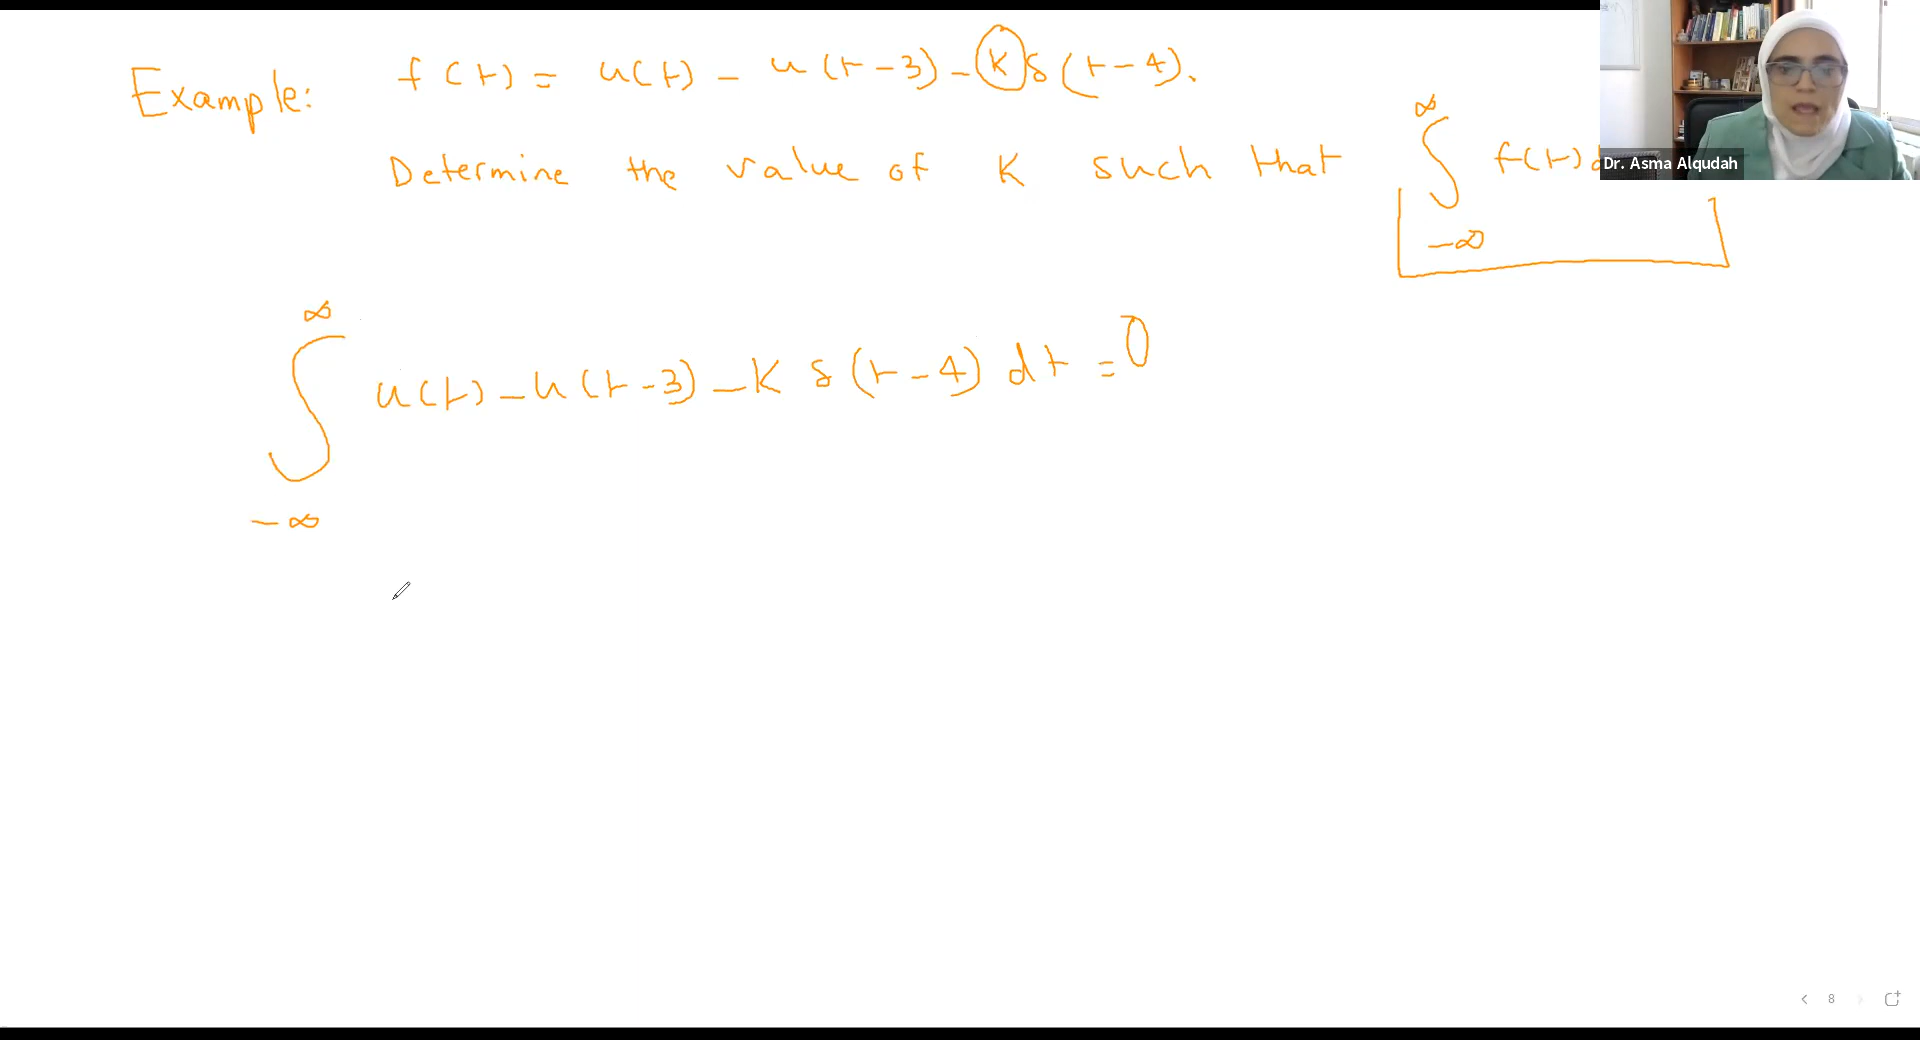 Example: f(t) = u(t) - u(t-3) - K δ(t-4).
Determine the value of K such that ∫_{-∞}^{∞} f(t)
∫_{-∞}^{∞} u(t) - u(t-3) - K δ(t-4) dt = 0
Dr. Asma Alqudah
8